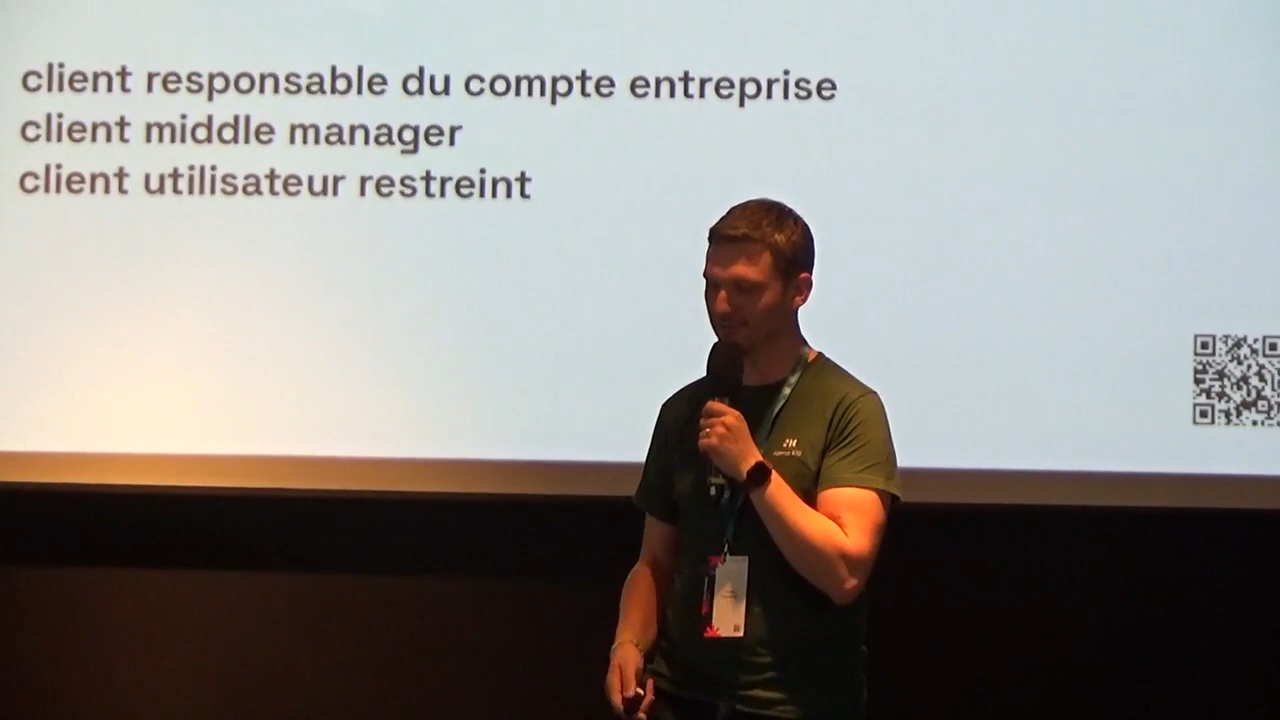 client responsable du compte entreprise
client middle manager
client utilisateur restreint